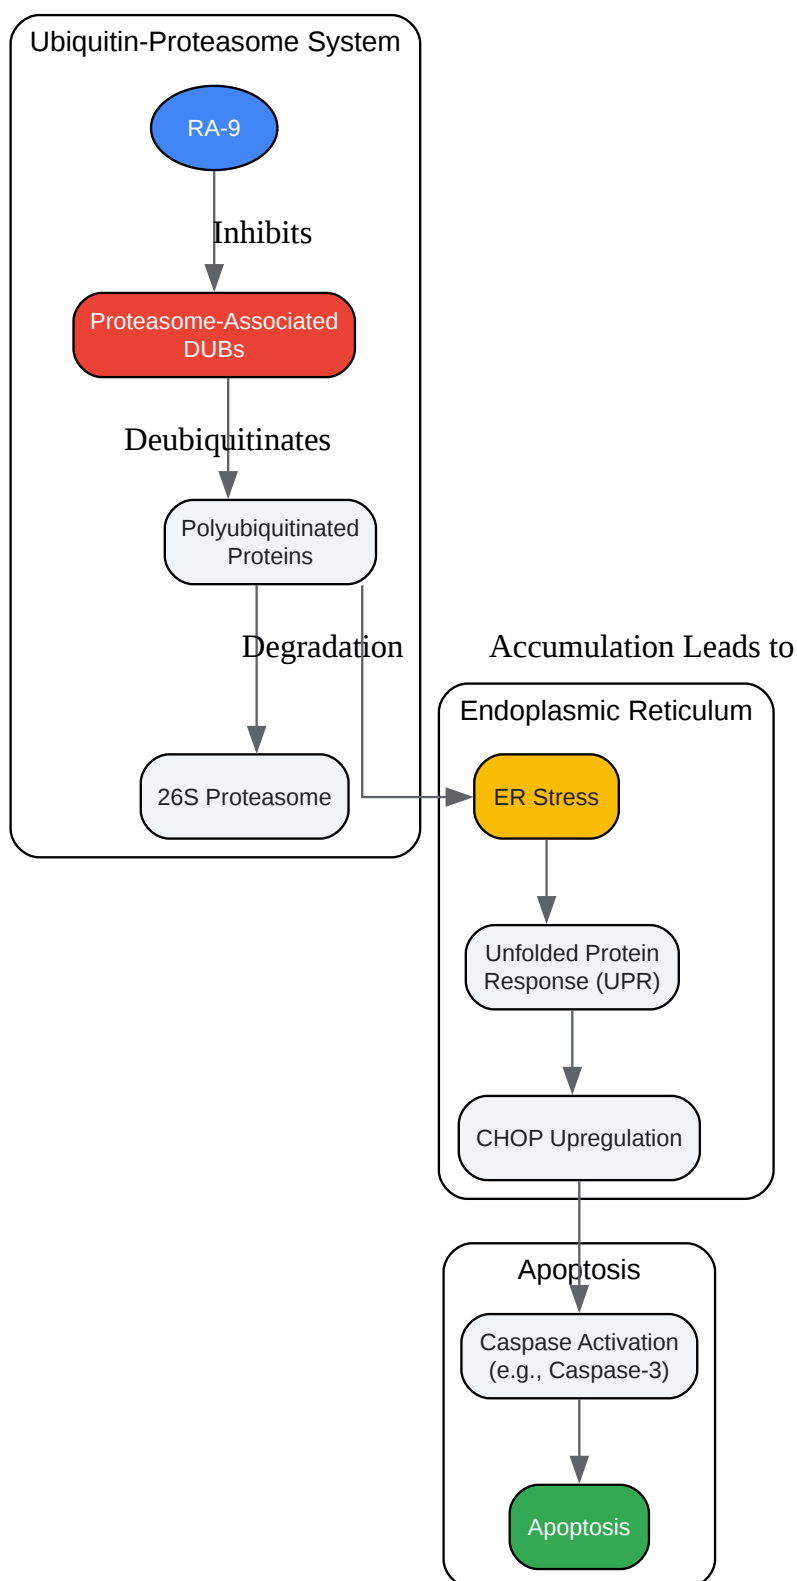 Ubiquitin-Proteasome System
RA-9
Inhibits
Proteasome-Associated
DUBs
Deubiquitinates
Polyubiquitinated
Proteins
Degradation
Accumulation Leads to
26S Proteasome
Endoplasmic Reticulum
ER Stress
Unfolded Protein
Response (UPR)
CHOP Upregulation
Apoptosis
Caspase Activation
(e.g., Caspase-3)
Apoptosis